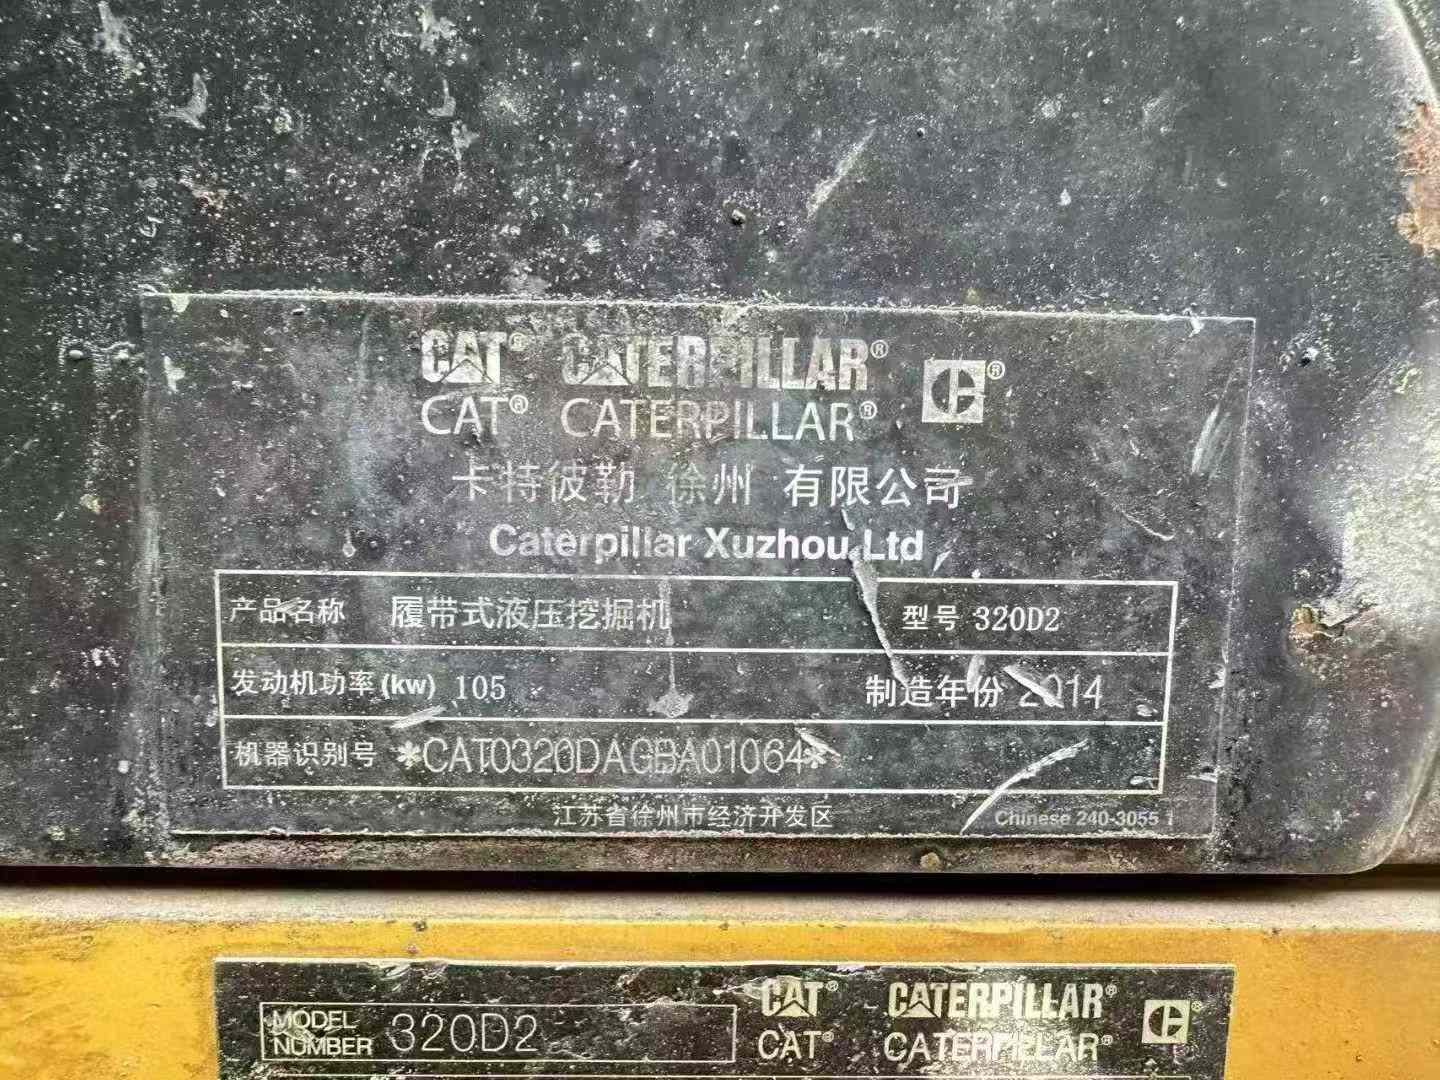 CAT® CATERPILLAR®
CAT® CATERPILLAR® C®
卡特彼勒 徐州 有限公司
Caterpillar Xuzhou Ltd
产品名称 履带式液压挖掘机 型号 320D2
发动机功率(kw) 105 制造年份 2014
机器识别号 *CAT0320DAGBA01064*
江苏省徐州市经济开发区 Chinese 240-3055 1
CAT® CATERPILLAR®
MODEL NUMBER 320D2
CAT® CATERPILLAR®